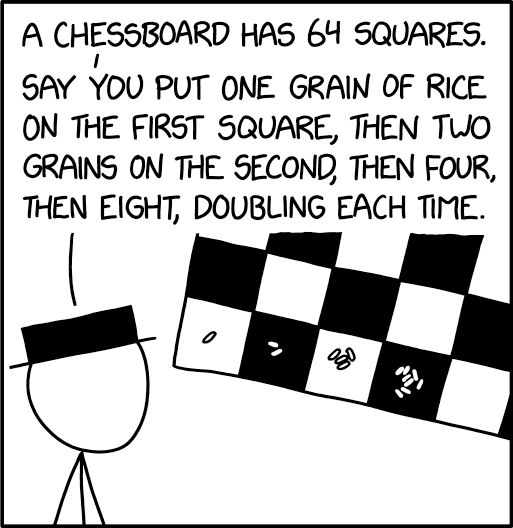 A CHESSBOARD HAS 64 SQUARES.
SAY YOU PUT ONE GRAIN OF RICE
ON THE FIRST SQUARE, THEN TWO
GRAINS ON THE SECOND, THEN FOUR,
THEN EIGHT, DOUBLING EACH TIME.